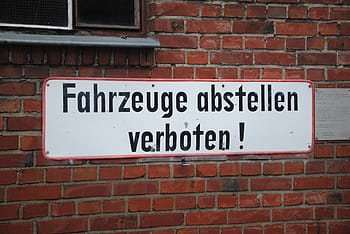 Fahrzeuge abstellen
verboten !